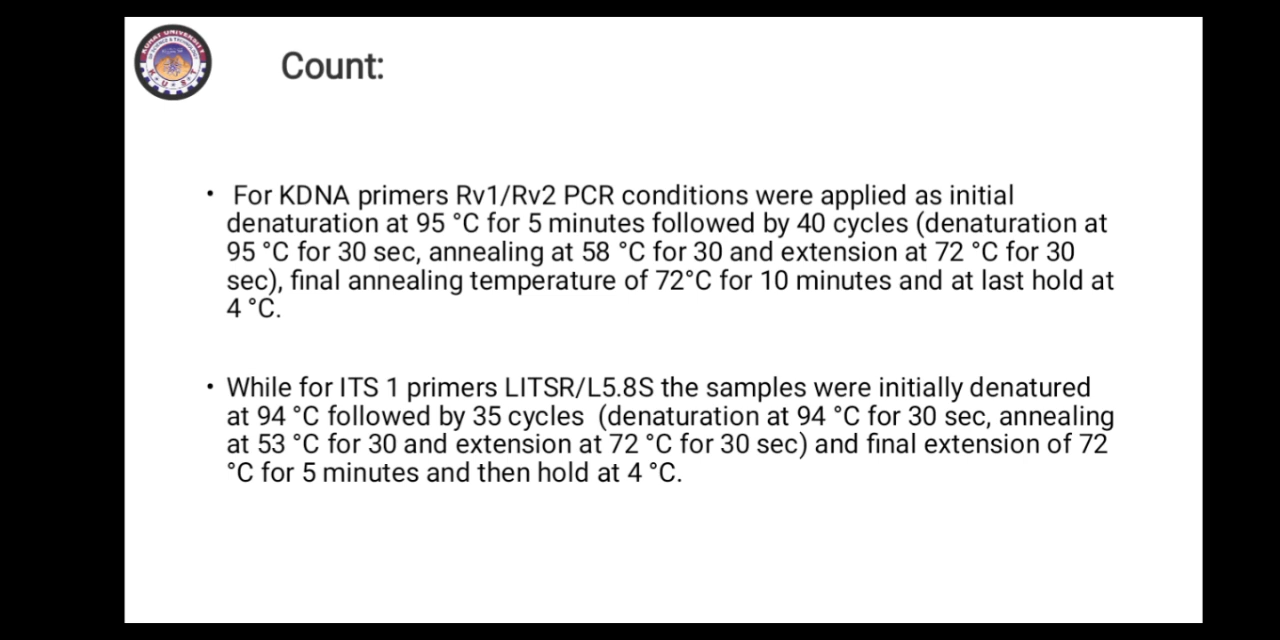 KOHAT UNIVERSITY
OF SCIENCE & TECHNOLOGY
K U S T
Count:
• For KDNA primers Rv1/Rv2 PCR conditions were applied as initial
denaturation at 95 °C for 5 minutes followed by 40 cycles (denaturation at
95 °C for 30 sec, annealing at 58 °C for 30 and extension at 72 °C for 30
sec), final annealing temperature of 72°C for 10 minutes and at last hold at
4 °C.
• While for ITS 1 primers LITSR/L5.8S the samples were initially denatured
at 94 °C followed by 35 cycles (denaturation at 94 °C for 30 sec, annealing
at 53 °C for 30 and extension at 72 °C for 30 sec) and final extension of 72
°C for 5 minutes and then hold at 4 °C.